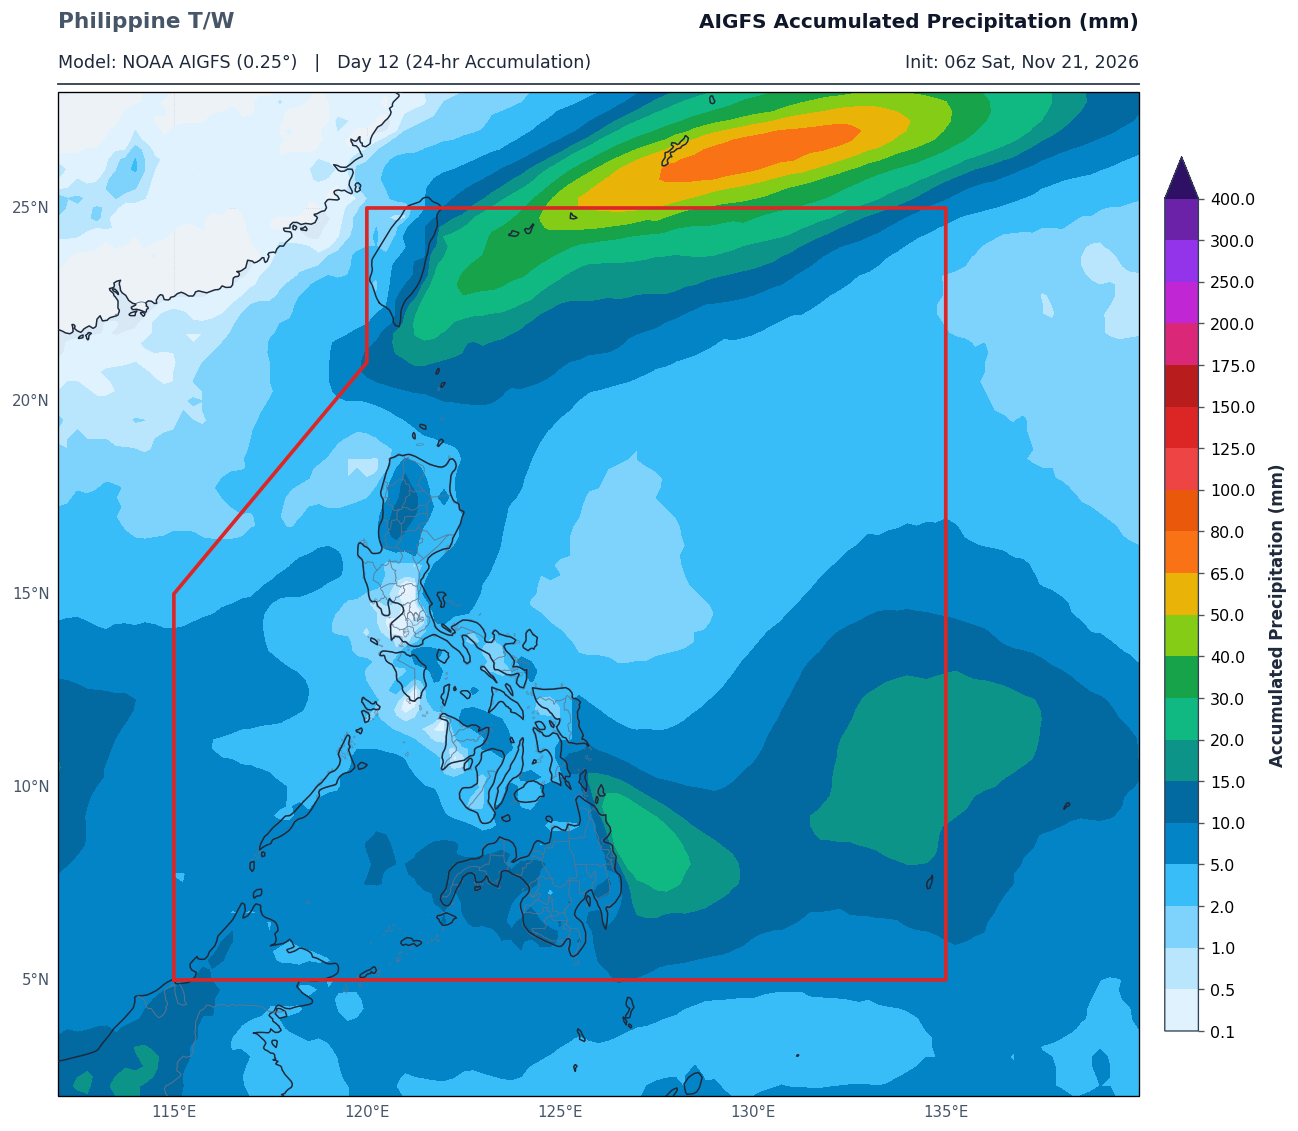 Philippine T/W
AIGFS Accumulated Precipitation (mm)
Model: NOAA AIGFS (0.25°) | Day 12 (24-hr Accumulation)
Init: 06z Sat, Nov 21, 2026
25°N
20°N
15°N
10°N
5°N
115°E
120°E
125°E
130°E
135°E
400.0
300.0
250.0
200.0
175.0
150.0
125.0
100.0
80.0
65.0
50.0
40.0
30.0
20.0
15.0
10.0
5.0
2.0
1.0
0.5
0.1
Accumulated Precipitation (mm)